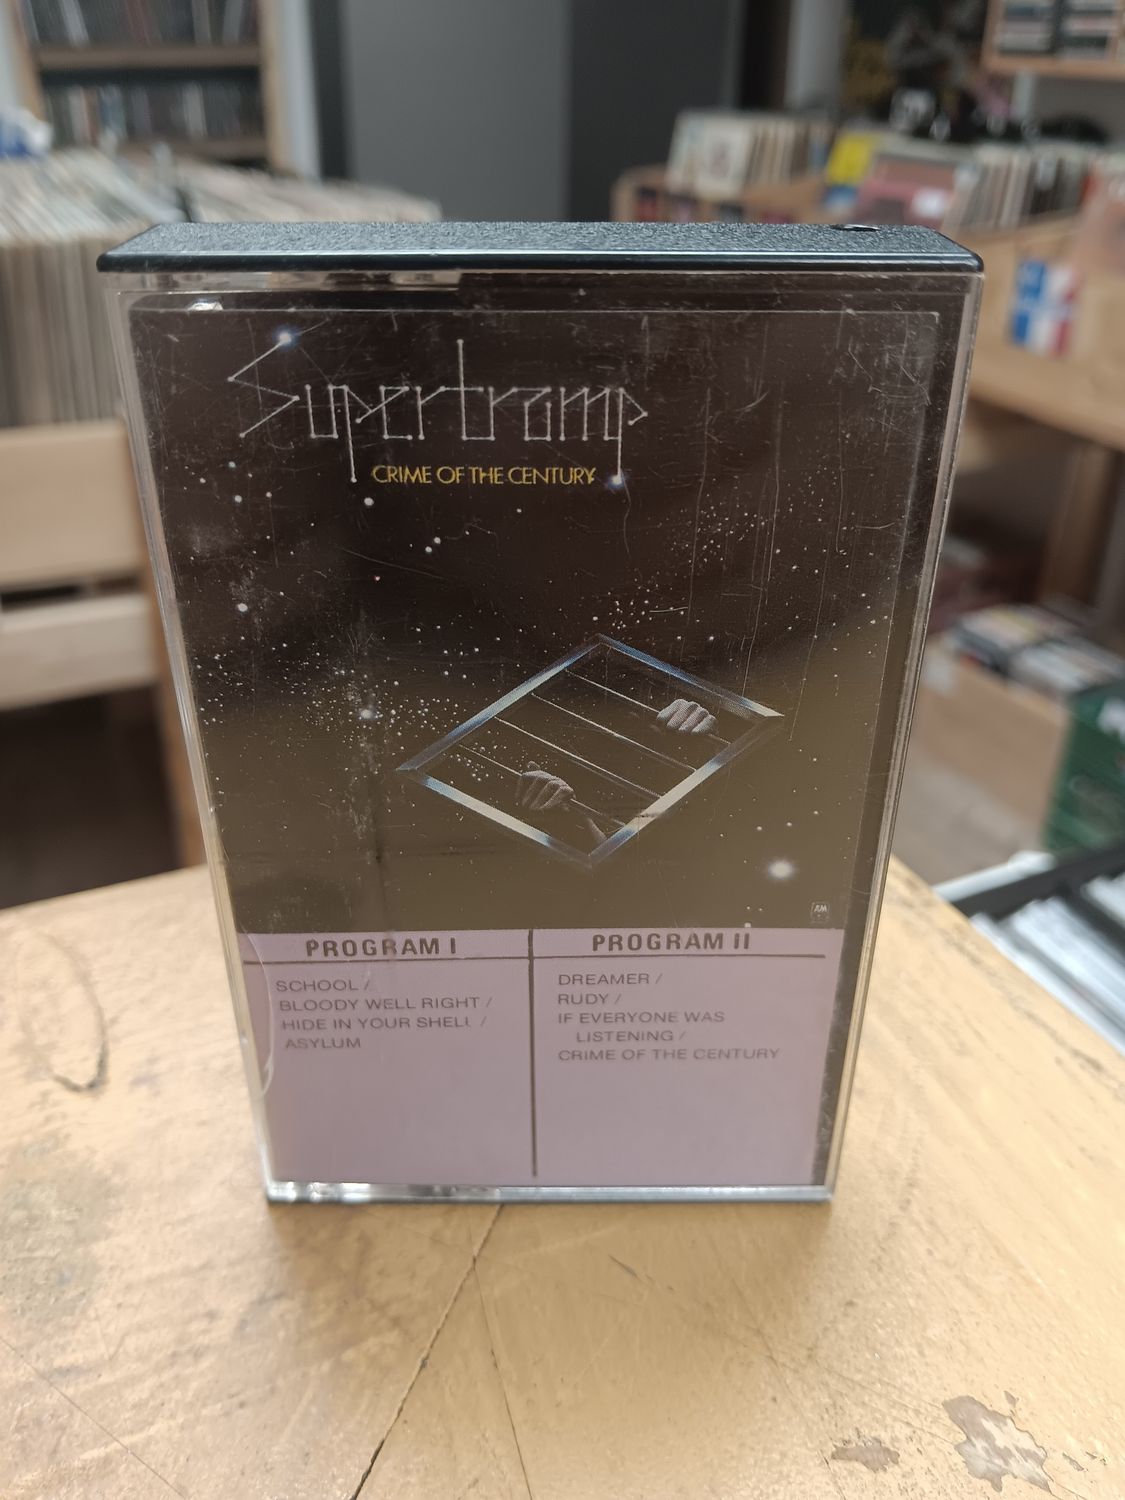 Supertramp
CRIME OF THE CENTURY
PROGRAM I
SCHOOL /
BLOODY WELL RIGHT /
HIDE IN YOUR SHELL /
ASYLUM
PROGRAM II
DREAMER /
RUDY /
IF EVERYONE WAS
LISTENING /
CRIME OF THE CENTURY